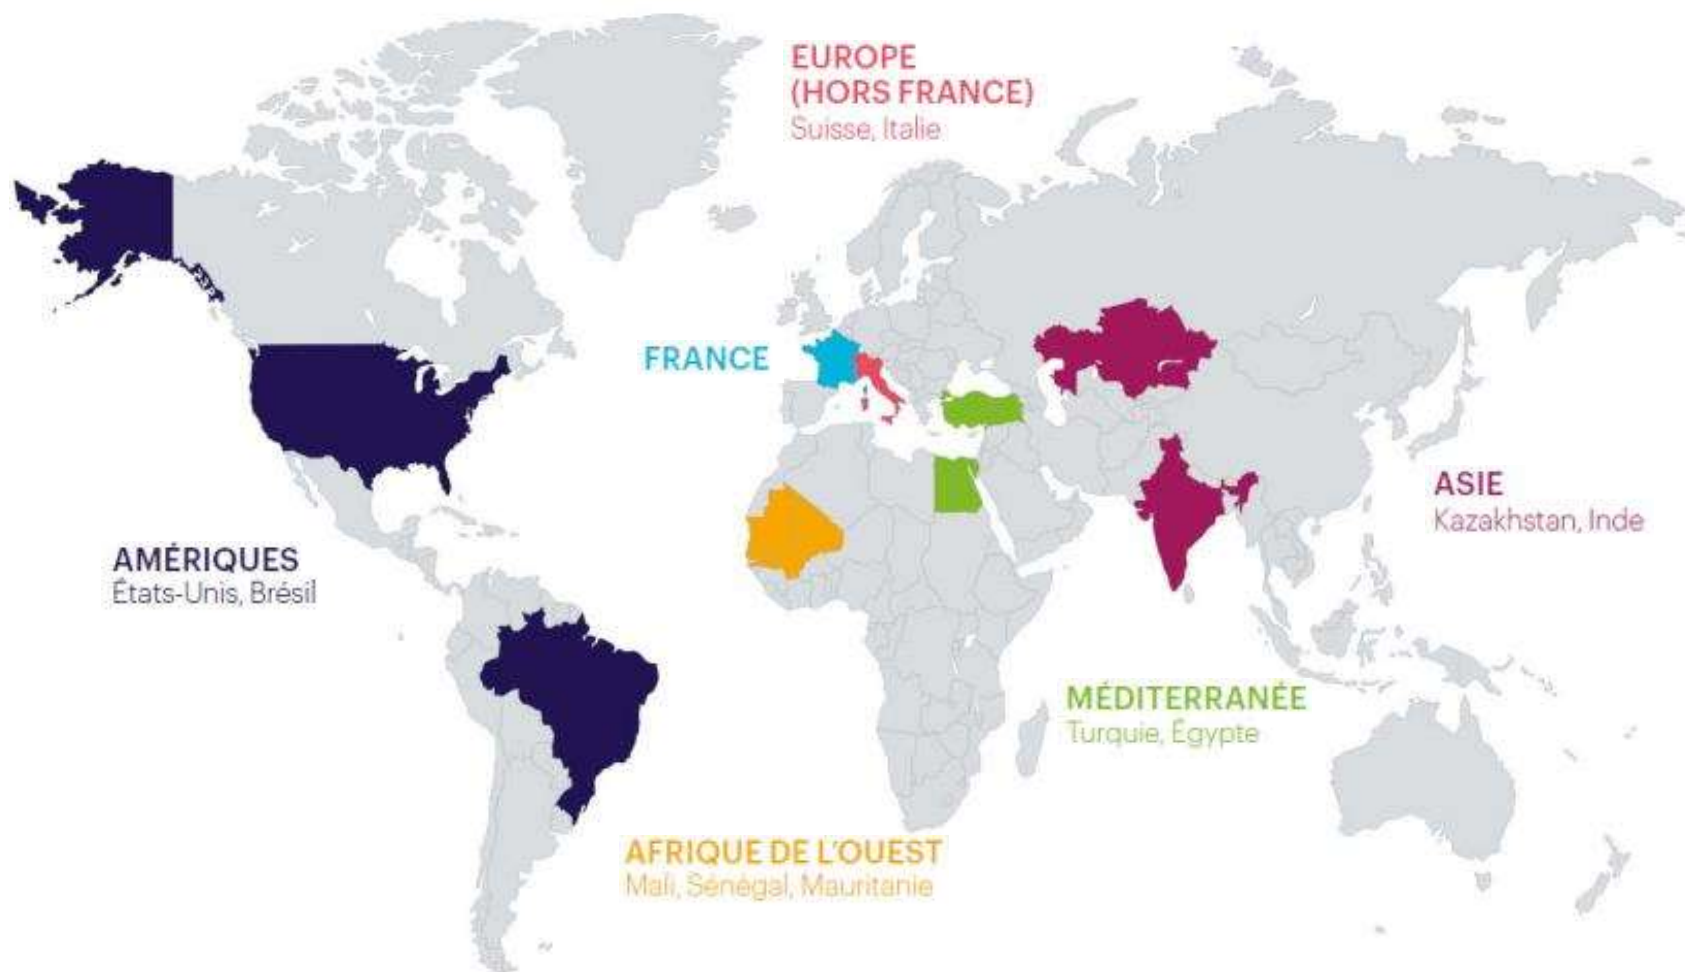 EUROPE
(HORS FRANCE)
Suisse, Italie
FRANCE
ASIE
Kazakhstan, Inde
AMÉRIQUES
États-Unis, Brésil
MÉDITERRANÉE
Turquie, Égypte
AFRIQUE DE L'OUEST
Mali, Sénégal, Mauritanie